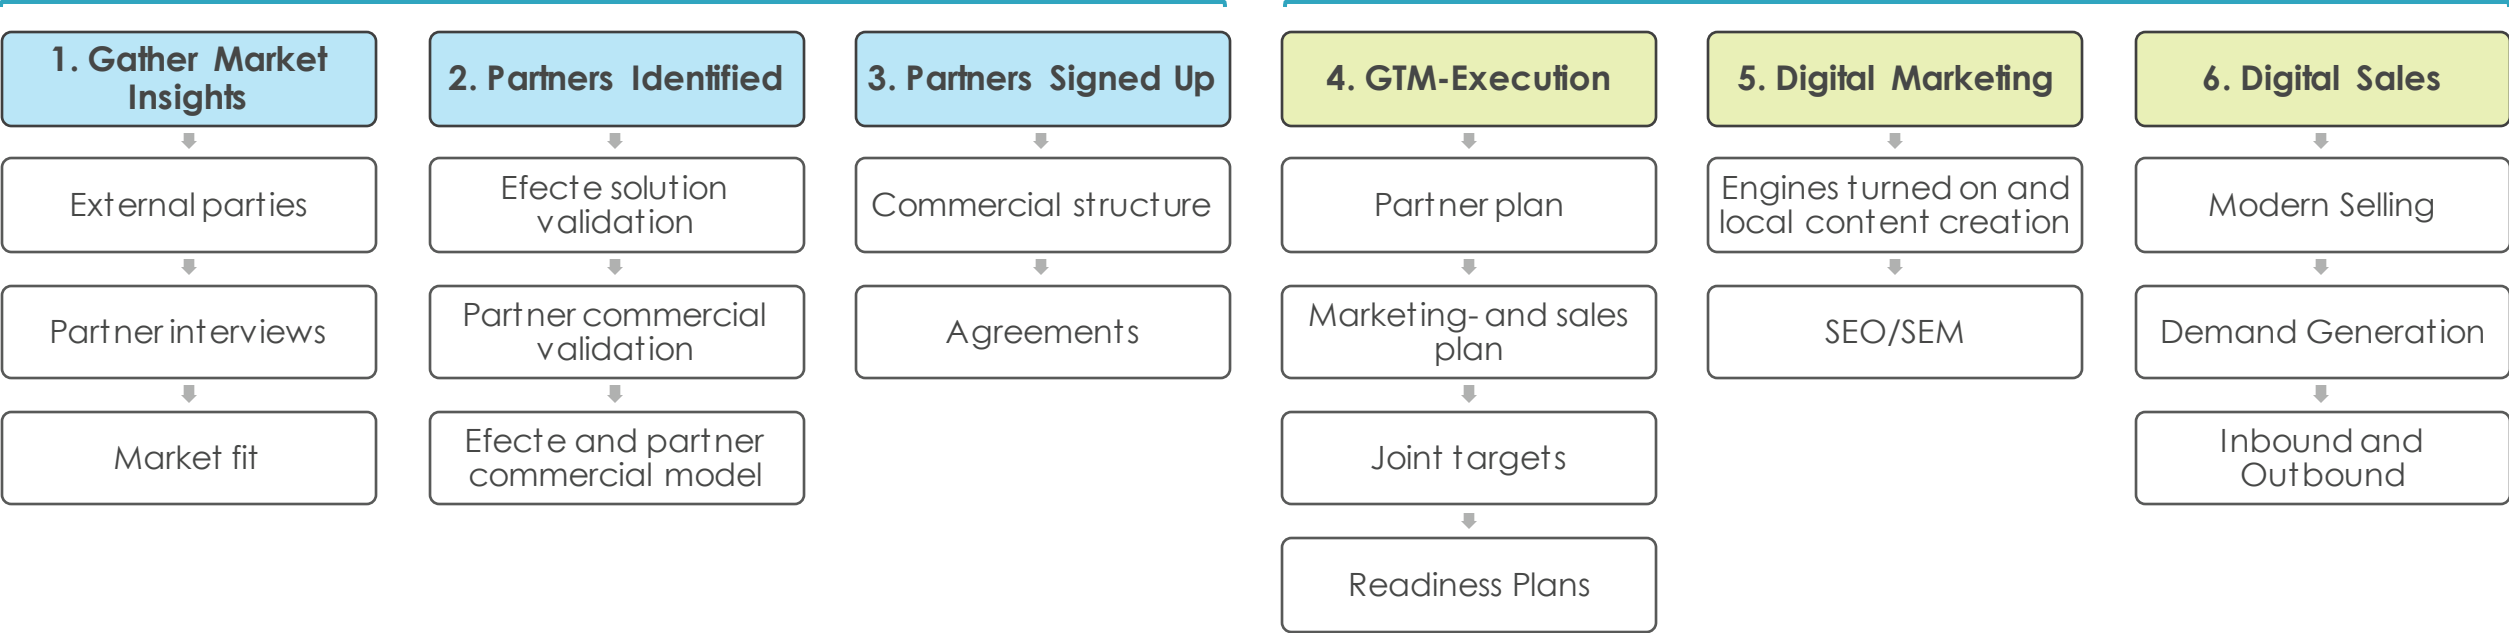 1. Gather Market
Insights
External parties
Partner interviews
Market fit
2. Partners Identified
Efecte solution
validation
Partner commercial
validation
Efecte and partner
commercial model
3. Partners Signed Up
Commercial structure
Agreements
4. GTM-Execution
Partner plan
Marketing- and sales
plan
Joint targets
Readiness Plans
5. Digital Marketing
Engines turned on and
local content creation
SEO/SEM
6. Digital Sales
Modern Selling
Demand Generation
Inbound and
Outbound